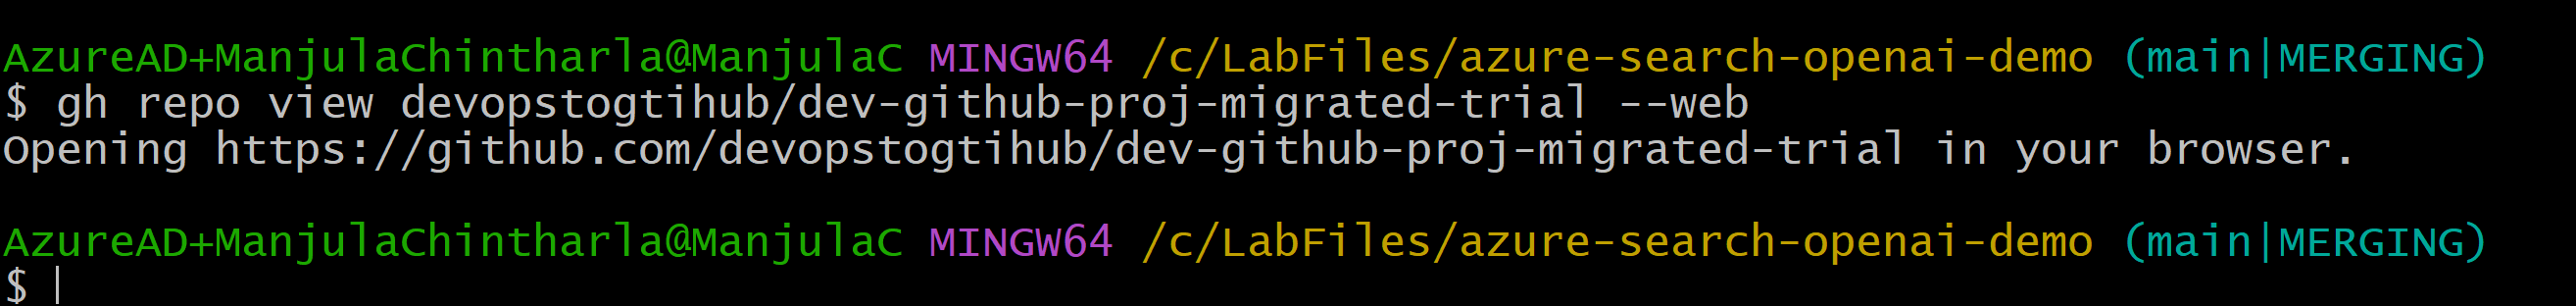 AzureAD+ManjulaChintharla@ManjulaC MINGW64 /c/LabFiles/azure-search-openai-demo (main|MERGING)
$ gh repo view devopstogtihub/dev-github-proj-migrated-trial --web
Opening https://github.com/devopstogtihub/dev-github-proj-migrated-trial in your browser.
AzureAD+ManjulaChintharla@ManjulaC MINGW64 /c/LabFiles/azure-search-openai-demo (main|MERGING)
$